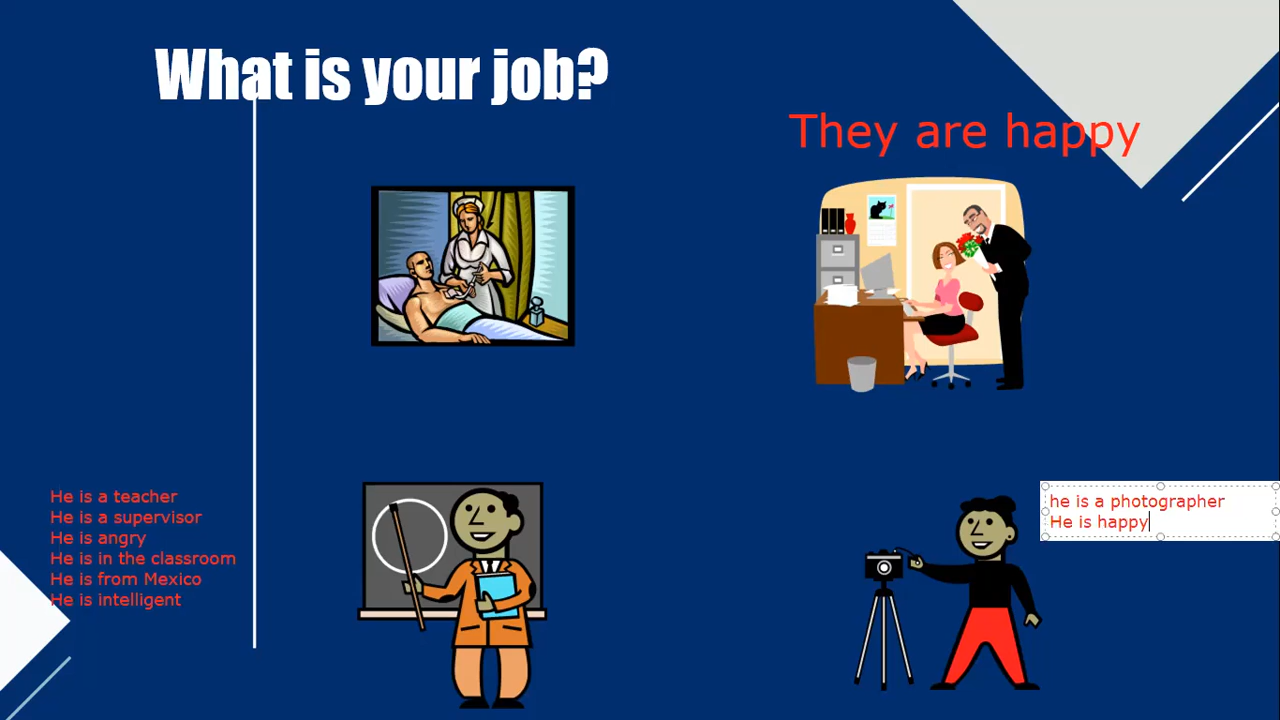 What is your job?
They are happy
He is a teacher
He is a supervisor
He is angry
He is in the classroom
He is from Mexico
He is intelligent
he is a photographer
He is happy